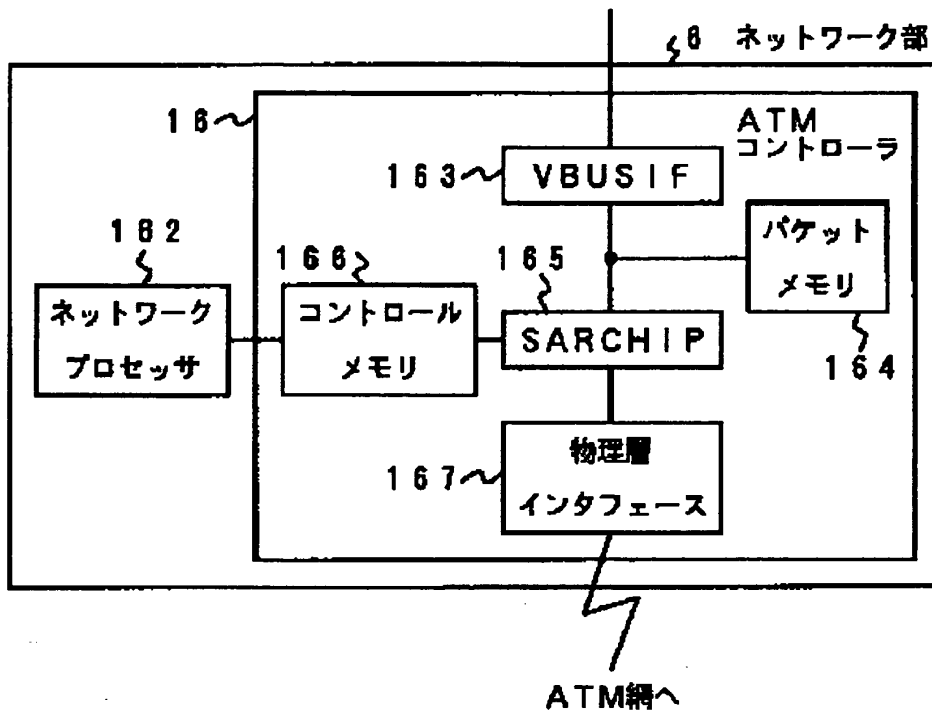 6 ネットワーク部
16
ATM
コントローラ
163
VBUSIF
162
166
165
パケット
メモリ
ネットワーク
プロセッサ
コントロール
メモリ
SARCHIP
164
167
物理層
インタフェース
ATM網へ